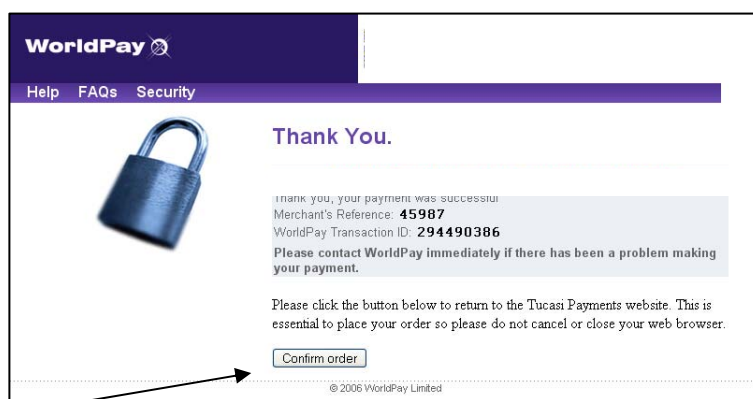 WorldPay
Help FAQs Security
Thank You.
Thank you, your payment was successful
Merchant's Reference: 45987
WorldPay Transaction ID: 294490386
Please contact WorldPay immediately if there has been a problem making
your payment.
Please click the button below to return to the Tucasi Payments website. This is
essential to place your order so please do not cancel or close your web browser.
Confirm order
© 2006 WorldPay Limited